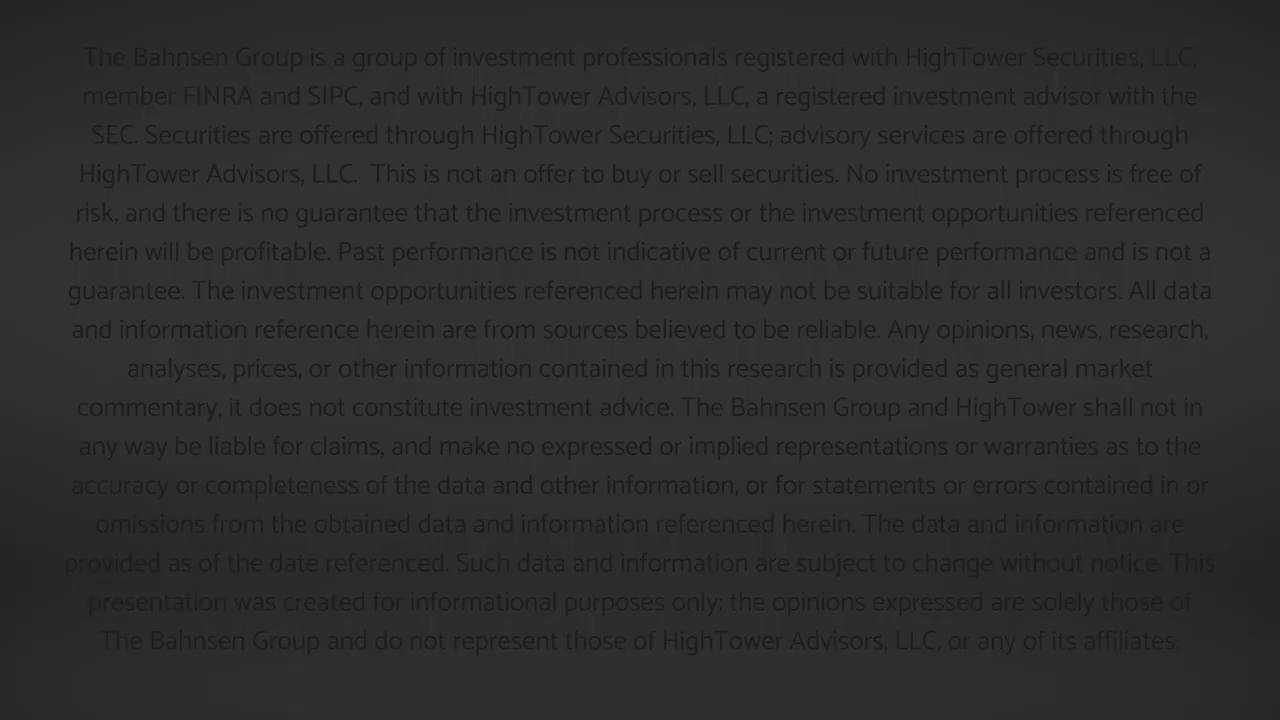 The Bahnsen Group is a group of investment professionals registered with HighTower Securities, LLC,
member FINRA and SIPC, and with HighTower Advisors, LLC, a registered investment advisor with the
SEC. Securities are offered through HighTower Securities, LLC; advisory services are offered through
HighTower Advisors, LLC.  This is not an offer to buy or sell securities. No investment process is free of
risk, and there is no guarantee that the investment process or the investment opportunities referenced
herein will be profitable. Past performance is not indicative of current or future performance and is not a
guarantee. The investment opportunities referenced herein may not be suitable for all investors. All data
and information reference herein are from sources believed to be reliable. Any opinions, news, research,
analyses, prices, or other information contained in this research is provided as general market
commentary, it does not constitute investment advice. The Bahnsen Group and HighTower shall not in
any way be liable for claims, and make no expressed or implied representations or warranties as to the
accuracy or completeness of the data and other information, or for statements or errors contained in or
omissions from the obtained data and information referenced herein. The data and information are
provided as of the date referenced. Such data and information are subject to change without notice. This
presentation was created for informational purposes only; the opinions expressed are solely those of
The Bahnsen Group and do not represent those of HighTower Advisors, LLC, or any of its affiliates.